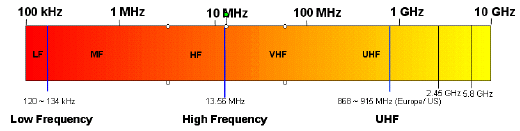 100 kHz 1 MHz 10 MHz 100 MHz 1 GHz 10 GHz
LF MF HF VHF UHF
120 ~ 134 kHz 13.56 MHz 868 ~ 915 MHz (Europe/ US) 2.45 GHz 5.8 GHz
Low Frequency High Frequency UHF